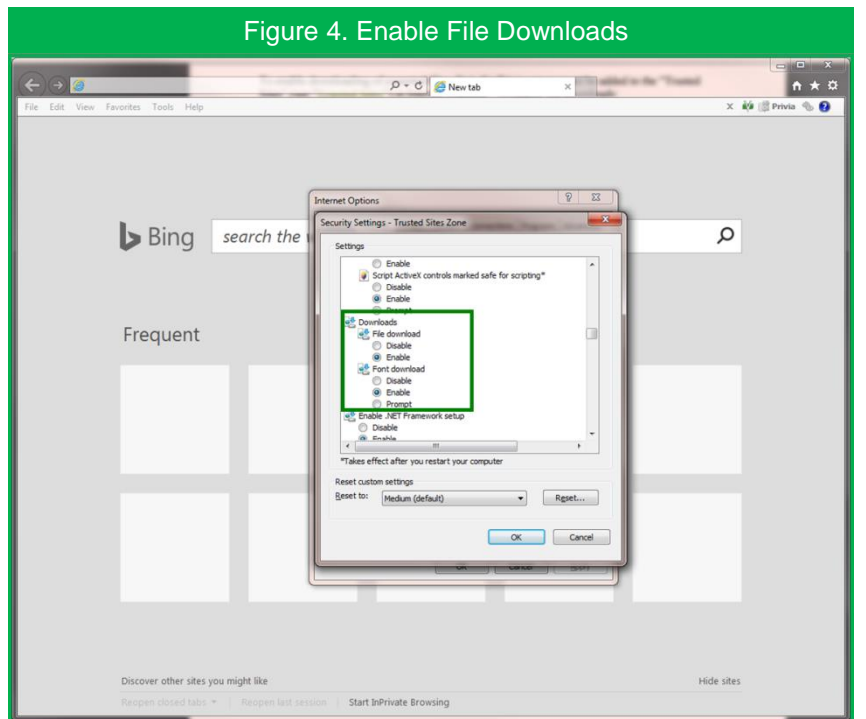 Figure 4. Enable File Downloads
New tab
File Edit View Favorites Tools Help
Privia
Internet Options
Security Settings - Trusted Sites Zone
Bing
search the
Settings
Enable
Script ActiveX controls marked safe for scripting*
Disable
Enable
Prompt
Downloads
File download
Disable
Enable
Font download
Disable
Enable
Prompt
Enable .NET Framework setup
Disable
Enable
*Takes effect after you restart your computer
Reset custom settings
Reset to: Medium (default) Reset...
OK Cancel
OK Cancel
Frequent
Discover other sites you might like Hide sites
Reopen closed tabs Reopen last session Start InPrivate Browsing